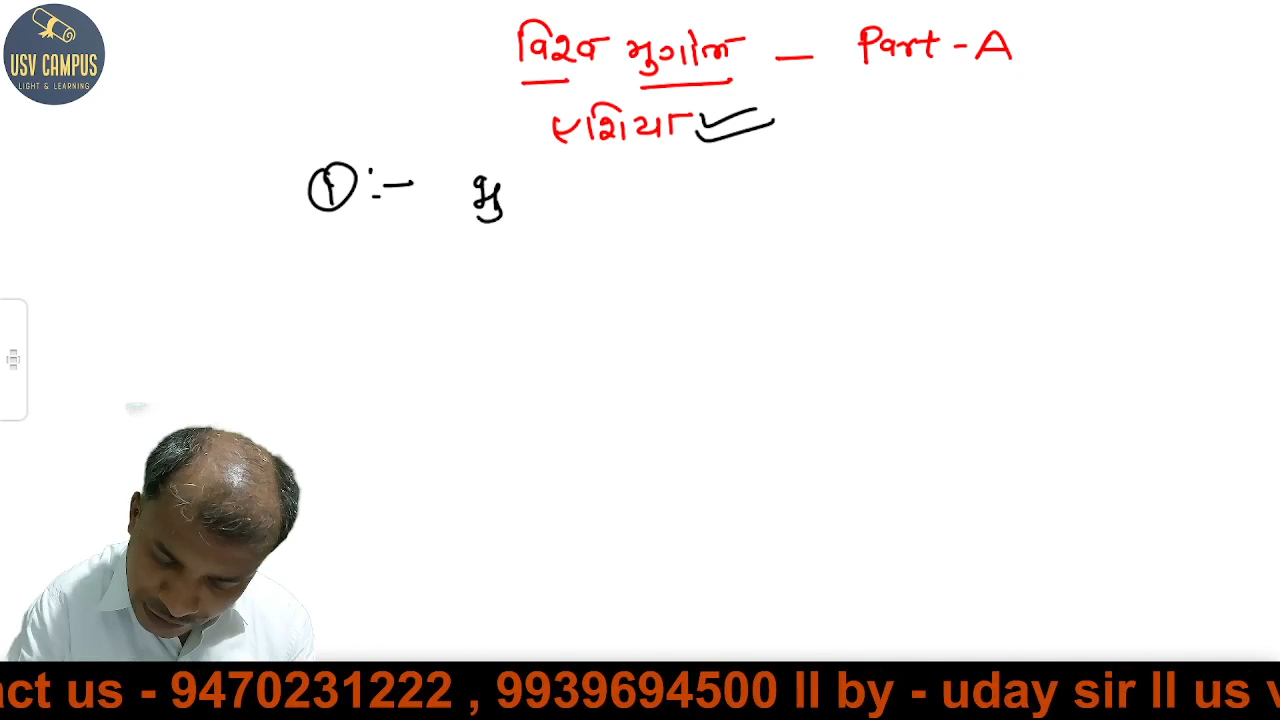 USV CAMPUS
LIGHT & LEARNING
विश्व भुगोल — Part - A
एशिया
① :- भु
act us - 9470231222 , 9939694500 ll by - uday sir ll us v